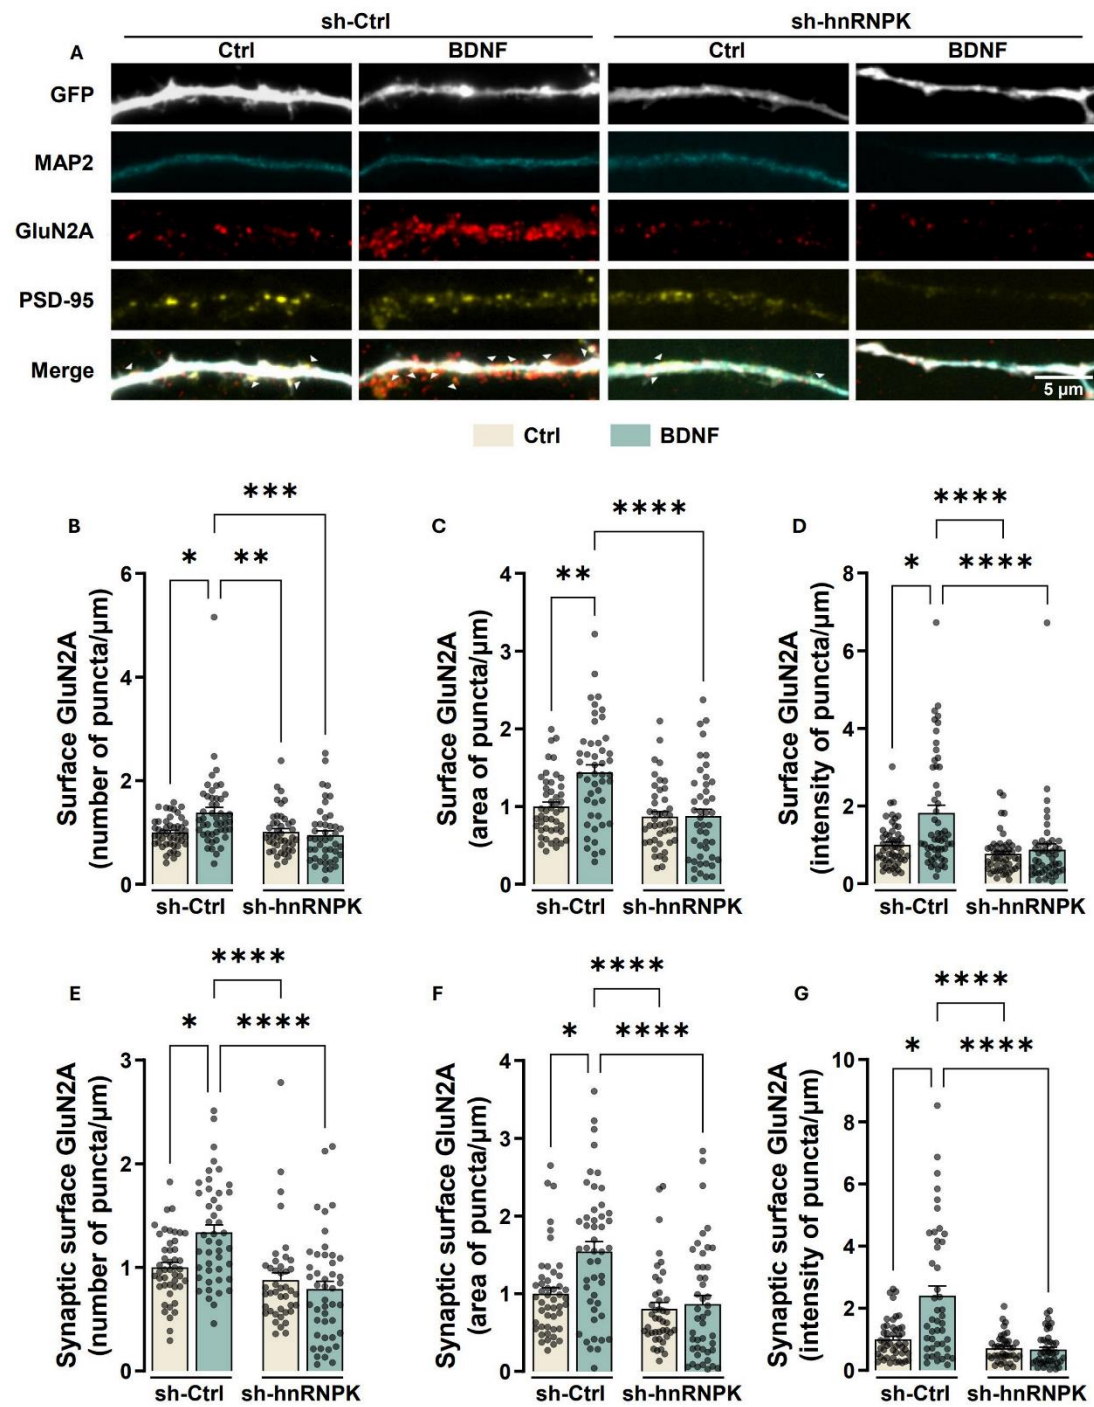 sh-Ctrl sh-hnRNPK
A Ctrl BDNF Ctrl BDNF
GFP
MAP2
GluN2A
PSD-95
Merge
5 µm
Ctrl BDNF
B
***
* **
Surface GluN2A
(number of puncta/µm)
6
4
2
0
sh-Ctrl sh-hnRNPK
C
****
**
Surface GluN2A
(area of puncta/µm)
4
3
2
1
0
sh-Ctrl sh-hnRNPK
D
****
* ****
Surface GluN2A
(intensity of puncta/µm)
8
6
4
2
0
sh-Ctrl sh-hnRNPK
E
****
* ****
Synaptic surface GluN2A
(number of puncta/µm)
3
2
1
0
sh-Ctrl sh-hnRNPK
F
****
* ****
Synaptic surface GluN2A
(area of puncta/µm)
4
3
2
1
0
sh-Ctrl sh-hnRNPK
G
****
* ****
Synaptic surface GluN2A
(intensity of puncta/µm)
10
8
6
4
2
0
sh-Ctrl sh-hnRNPK